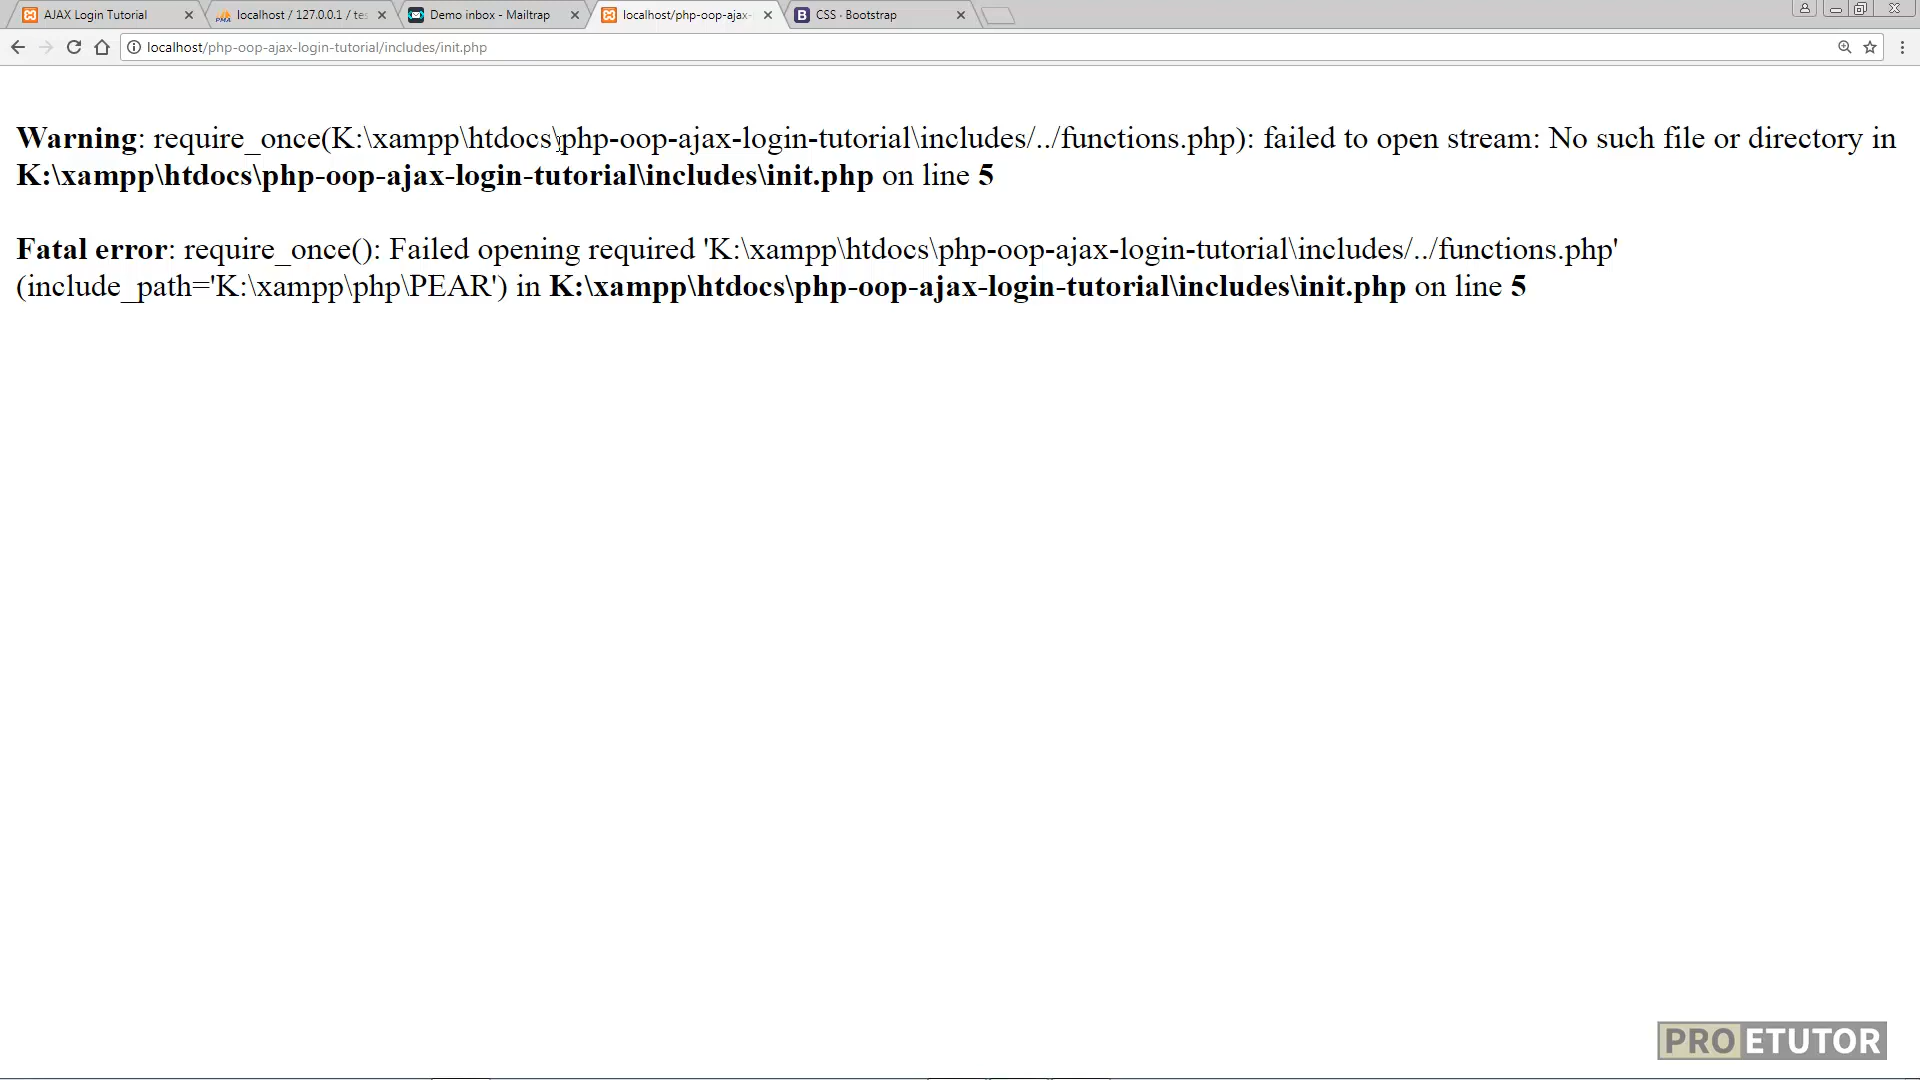 AJAX Login Tutorial
localhost / 127.0.0.1 / tes
Demo inbox - Mailtrap
localhost/php-oop-ajax-
CSS · Bootstrap
localhost/php-oop-ajax-login-tutorial/includes/init.php
Warning: require_once(K:\xampp\htdocs\php-oop-ajax-login-tutorial\includes/../functions.php): failed to open stream: No such file or directory in
K:\xampp\htdocs\php-oop-ajax-login-tutorial\includes\init.php on line 5
Fatal error: require_once(): Failed opening required 'K:\xampp\htdocs\php-oop-ajax-login-tutorial\includes/../functions.php'
(include_path='K:\xampp\php\PEAR') in K:\xampp\htdocs\php-oop-ajax-login-tutorial\includes\init.php on line 5
PROETUTOR